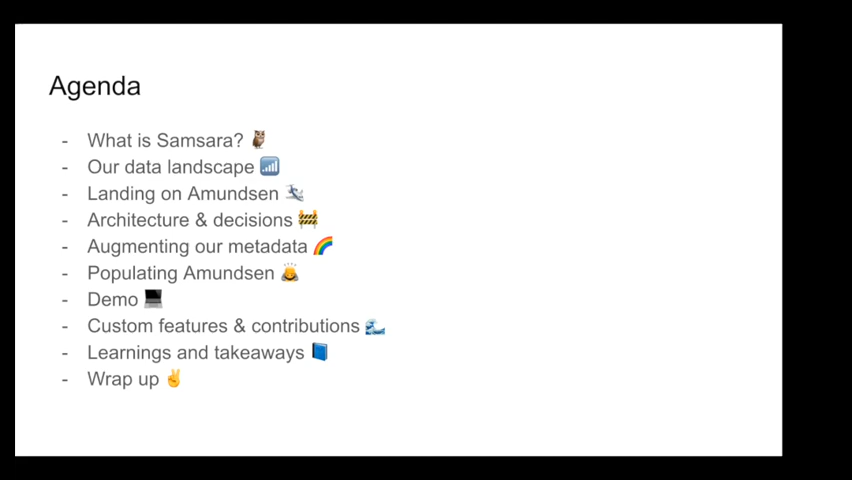 Agenda
- What is Samsara? 🦉
- Our data landscape 📶
- Landing on Amundsen 🛬
- Architecture & decisions 🚧
- Augmenting our metadata 🌈
- Populating Amundsen 🛎️
- Demo 💻
- Custom features & contributions 🌊
- Learnings and takeaways 📘
- Wrap up ✌️